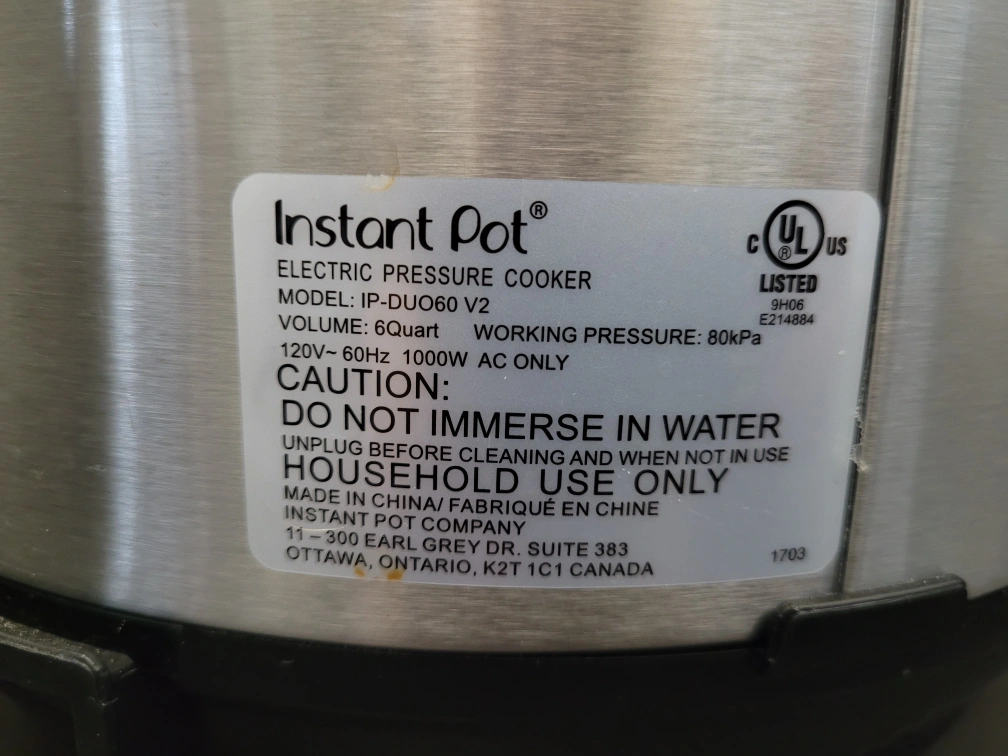 Instant Pot®
ELECTRIC PRESSURE COOKER
MODEL: IP-DUO60 V2
VOLUME: 6Quart WORKING PRESSURE: 80kPa
120V~ 60Hz 1000W AC ONLY
CAUTION:
DO NOT IMMERSE IN WATER
UNPLUG BEFORE CLEANING AND WHEN NOT IN USE
HOUSEHOLD USE ONLY
MADE IN CHINA/ FABRIQUÉ EN CHINE
INSTANT POT COMPANY
11 – 300 EARL GREY DR. SUITE 383
OTTAWA, ONTARIO, K2T 1C1 CANADA
C UL® US
LISTED
9H06
E214884
1703